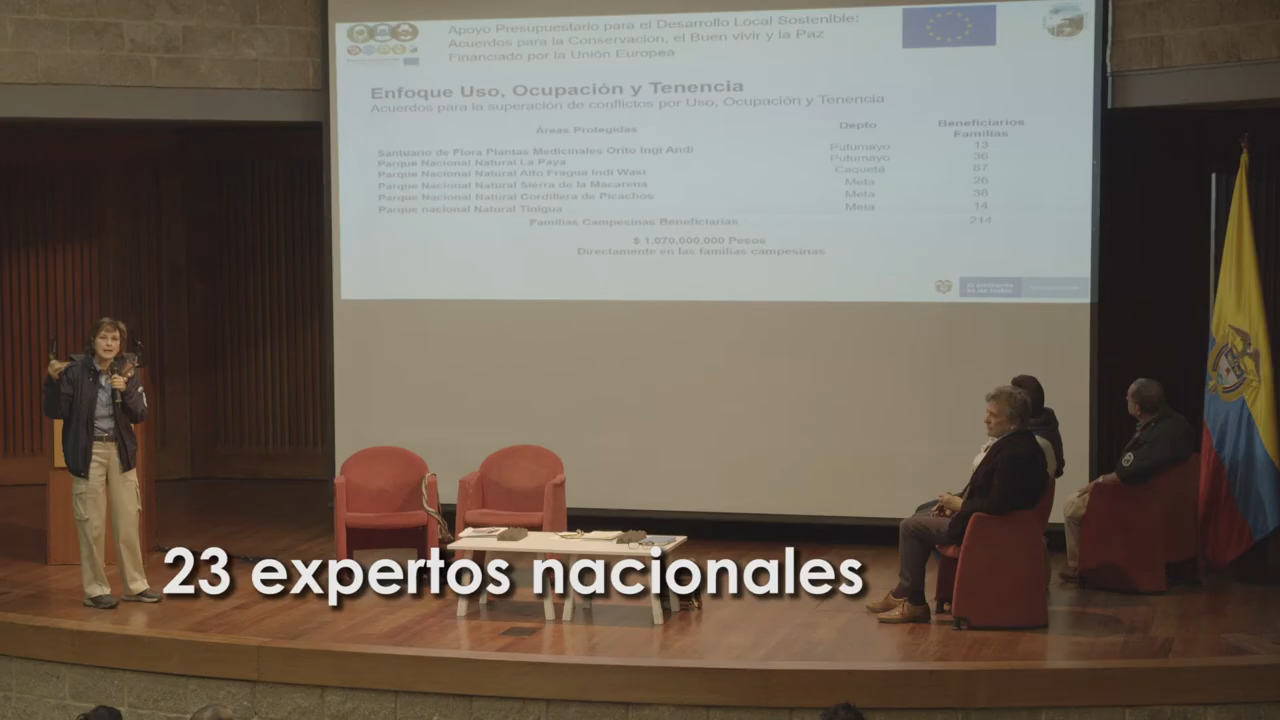 Apoyo Presupuestario para el Desarrollo Local Sostenible:
Acuerdos para la Conservación, el Buen vivir y la Paz
Financiado por la Unión Europea
Enfoque Uso, Ocupación y Tenencia
Acuerdos para la superación de conflictos por Uso, Ocupación y Tenencia
Áreas Protegidas Depto Beneficiarios
Familias
Santuario de Flora Plantas Medicinales Orito Ingi Andi Putumayo 13
Parque Nacional Natural La Paya Putumayo 36
Parque Nacional Natural Alto Fragua Indi Wasi Caquetá 87
Parque Nacional Natural Sierra de la Macarena Meta 26
Parque Nacional Natural Cordillera de Picachos Meta 38
Parque nacional Natural Tinigua Meta 14
Familias Campesinas Beneficiarias 214
$ 1.070,000,000 Pesos
Directamente en las familias campesinas
23 expertos nacionales